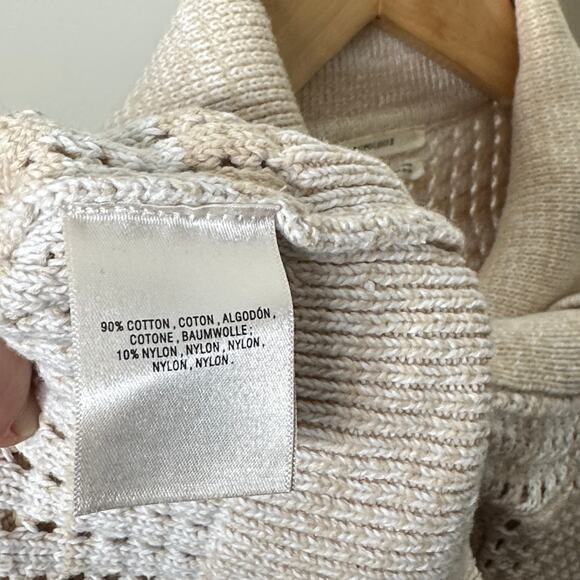 90% COTTON , COTON , ALGODÓN ,
COTONE , BAUMWOLLE ;
10% NYLON , NYLON , NYLON ,
NYLON , NYLON .